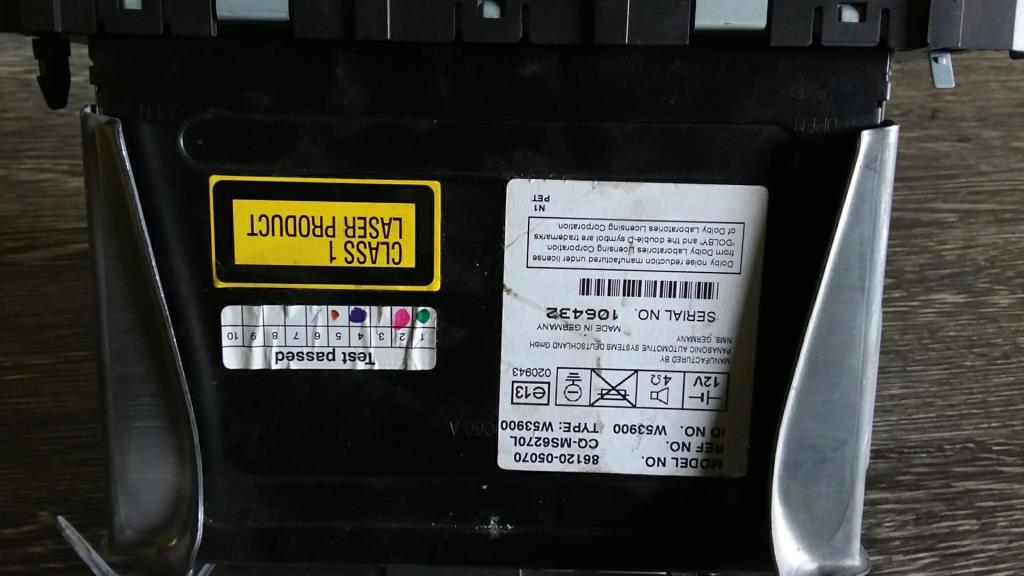 MODEL NO. 86120-05070
REF NO. CQ-MS6270L
ID NO. W53900 TYPE: W53900
12V 4Ω e13
020943
MANUFACTURED BY
PANASONIC AUTOMOTIVE SYSTEMS DEUTSCHLAND GmbH
NMS, GERMANY
MADE IN GERMANY
SERIAL NO. 106432
Dolby noise reduction manufactured under license
from Dolby Laboratories Licensing Corporation.
"DOLBY" and the double-D symbol are trademarks
of Dolby Laboratories Licensing Corporation.
N1
PET
Test passed
1 2 3 4 5 6 7 8 9 10
CLASS 1
LASER PRODUCT
OPEN
OPEN